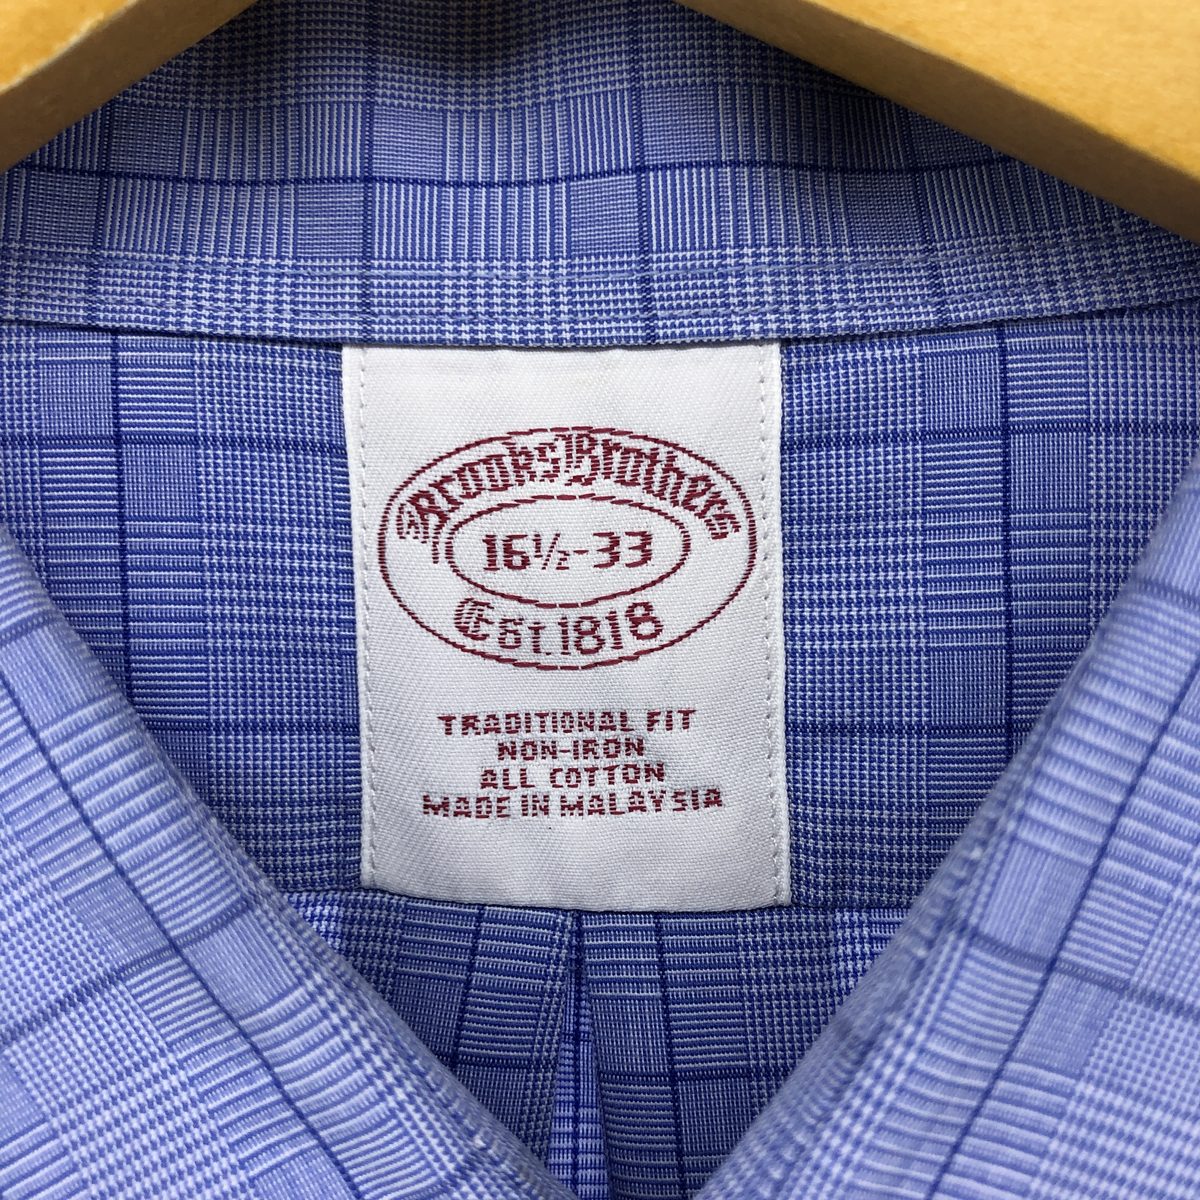 Brooks Brothers
16½-33
Est. 1818
TRADITIONAL FIT
NON-IRON
ALL COTTON
MADE IN MALAYSIA